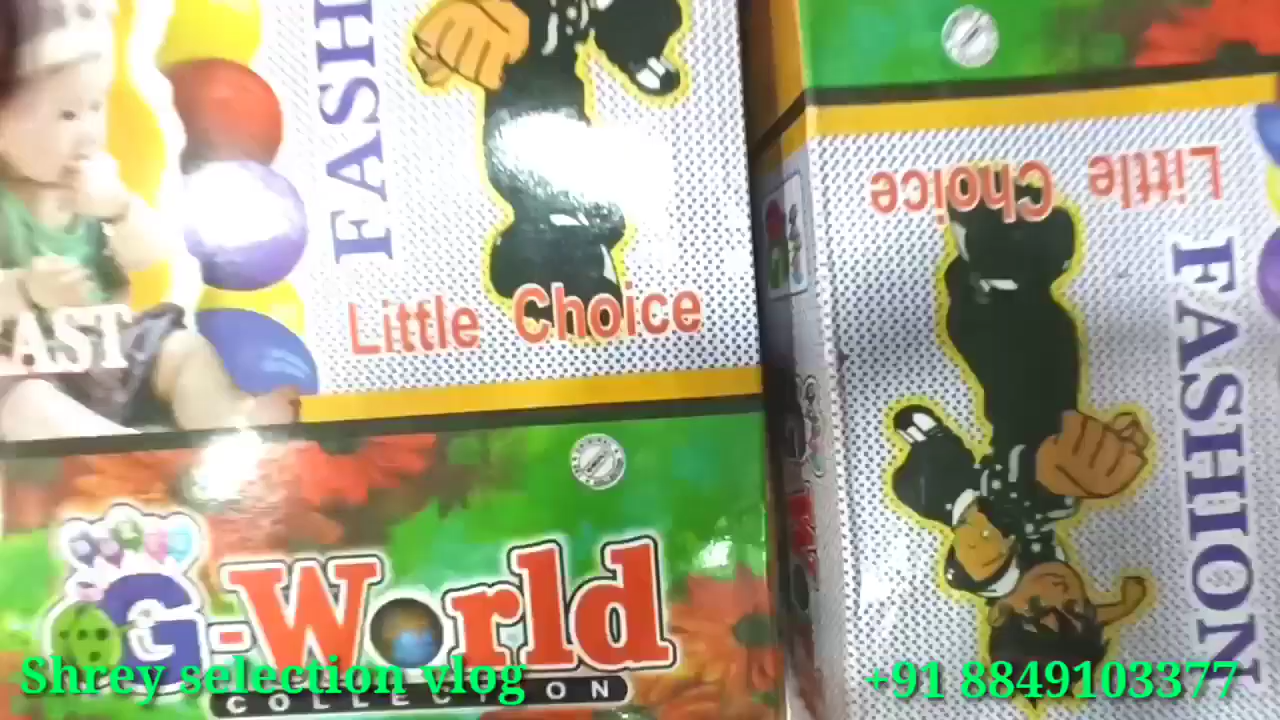 FASH
Little Choice
AST
G-World
COLLECTION
Little Choice
FASHION
Shrey selection vlog
+91 8849103377